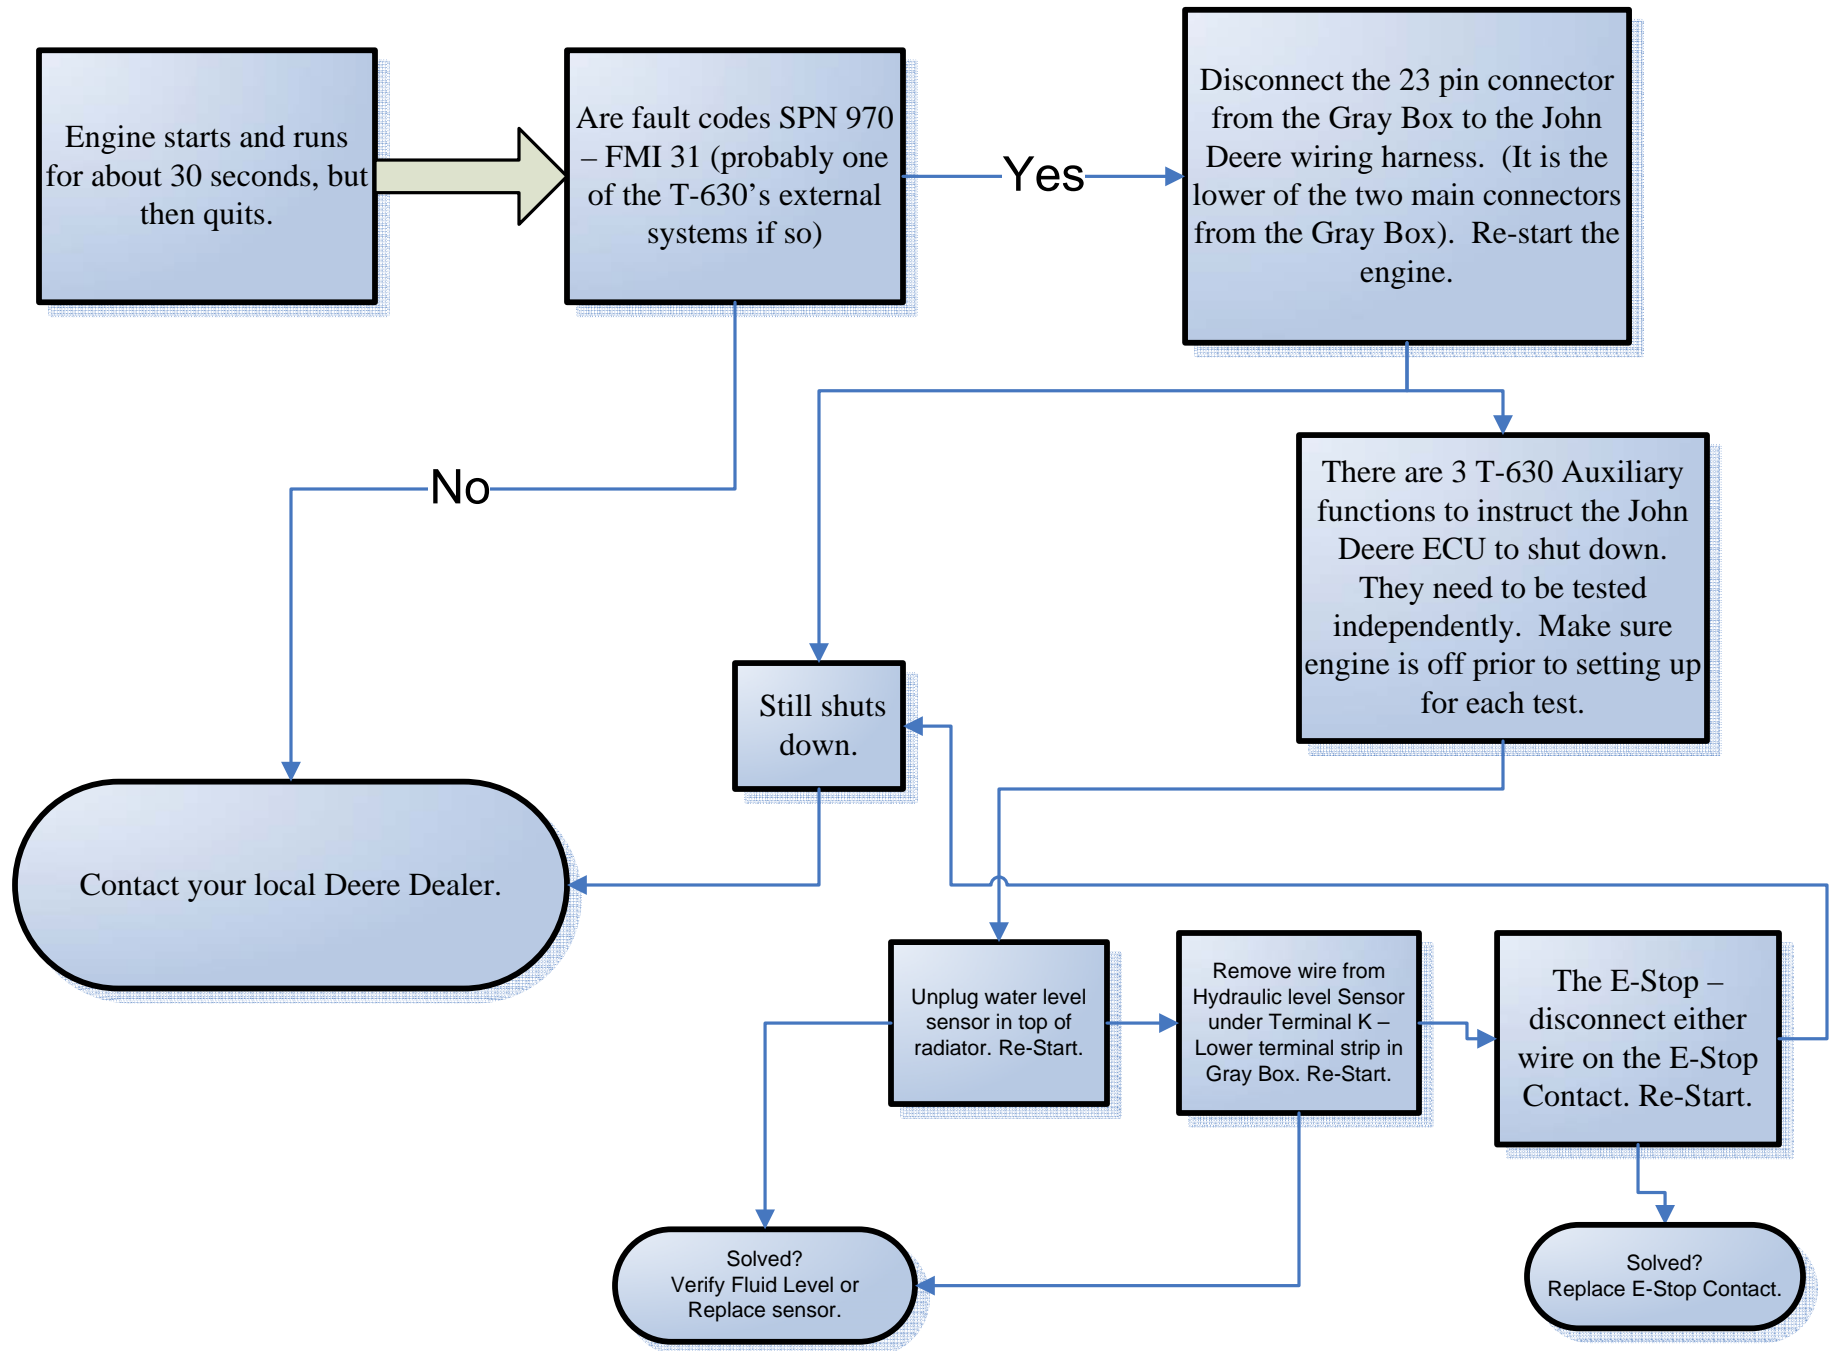 Engine starts and runs
for about 30 seconds, but
then quits.
Are fault codes SPN 970
– FMI 31 (probably one
of the T-630’s external
systems if so)
Yes
Disconnect the 23 pin connector
from the Gray Box to the John
Deere wiring harness.  (It is the
lower of the two main connectors
from the Gray Box).  Re-start the
engine.
No
There are 3 T-630 Auxiliary
functions to instruct the John
Deere ECU to shut down.
They need to be tested
independently.  Make sure
engine is off prior to setting up
for each test.
Still shuts
down.
Contact your local Deere Dealer.
Unplug water level
sensor in top of
radiator. Re-Start.
Remove wire from
Hydraulic level Sensor
under Terminal K –
Lower terminal strip in
Gray Box. Re-Start.
The E-Stop –
disconnect either
wire on the E-Stop
Contact. Re-Start.
Solved?
Verify Fluid Level or
Replace sensor.
Solved?
Replace E-Stop Contact.